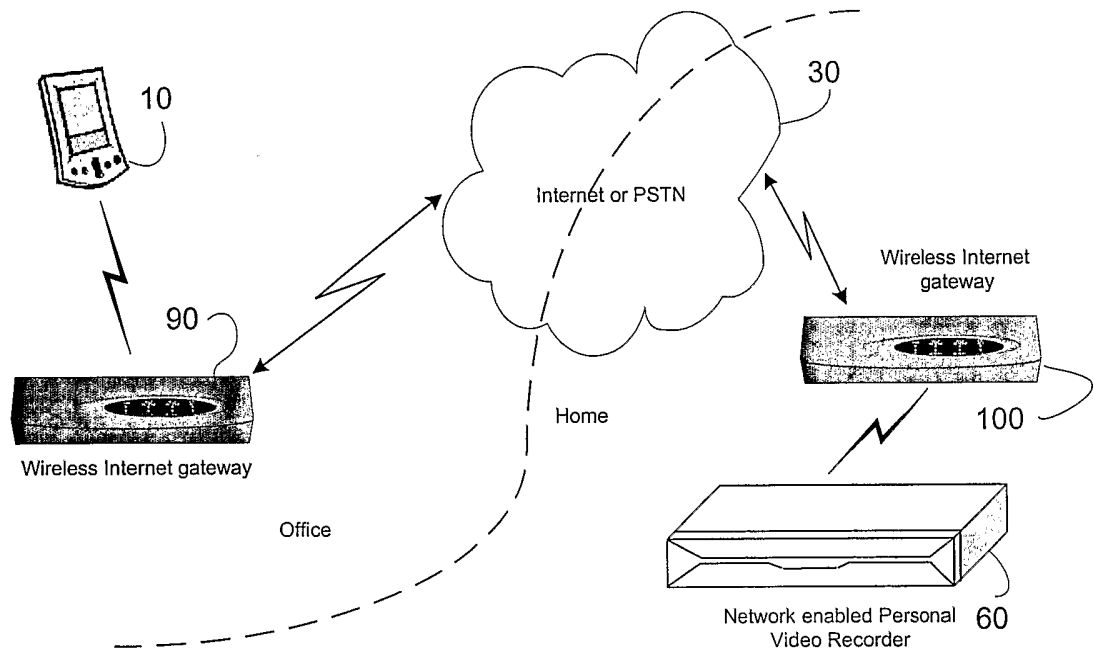 10
30
Internet or PSTN
Wireless Internet
gateway
90
Home
100
Wireless Internet gateway
Office
Network enabled Personal
Video Recorder
60